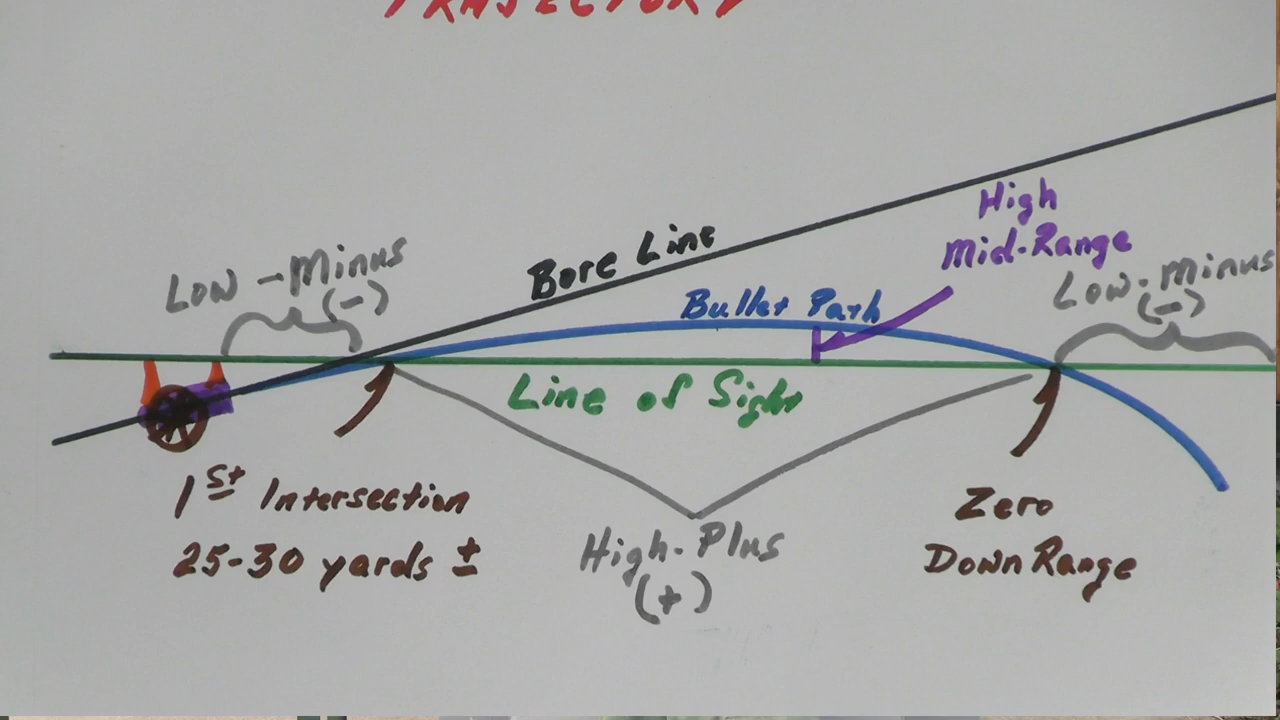 TRAJECTORY
High
Mid-Range
Bore Line
Low - Minus
(-)
Low - Minus
(-)
Bullet Path
Line of Sight
1st Intersection
25-30 yards ±
High - Plus
(+)
Zero
Down Range